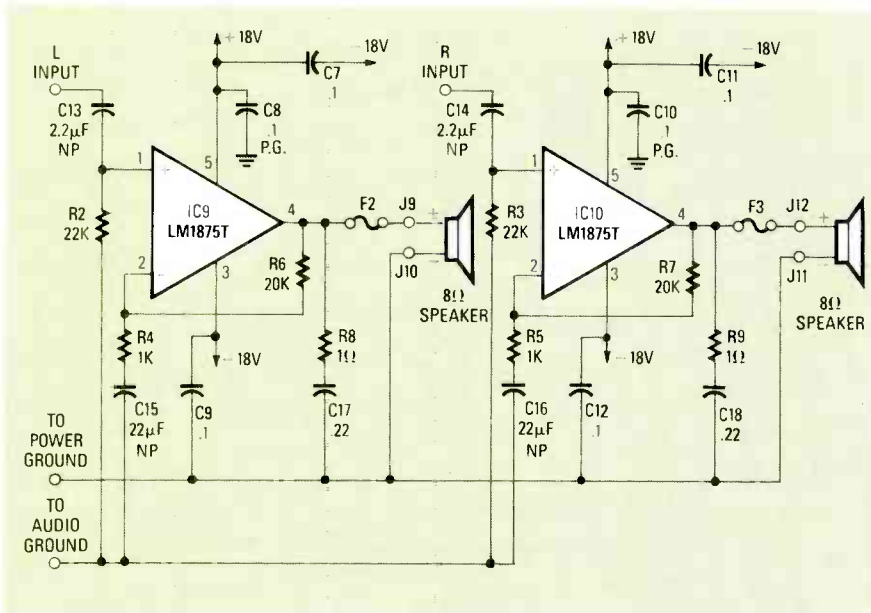 +18V
-18V
L
INPUT
C7
.1
C13
2.2µF
NP
C8
.1
P.G.
1
5
+
IC9
LM1875T
4
F2
J9
+
R2
22K
2
-
3
R6
20K
J10
-
8Ω
SPEAKER
R4
1K
-18V
R8
1Ω
C15
22µF
NP
C9
.1
C17
.22
+18V
-18V
R
INPUT
C11
.1
C14
2.2µF
NP
C10
.1
P.G.
1
5
+
IC10
LM1875T
4
F3
J12
+
R3
22K
2
-
3
R7
20K
J11
-
8Ω
SPEAKER
R5
1K
-18V
R9
1Ω
C16
22µF
NP
C12
.1
C18
.22
TO
POWER
GROUND
TO
AUDIO
GROUND